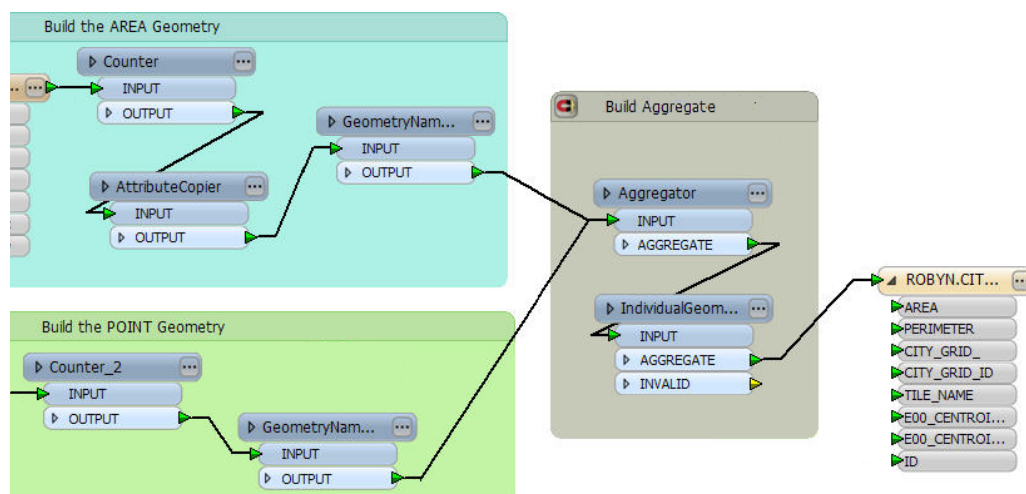 Build the AREA Geometry
Counter
INPUT
OUTPUT
AttributeCopier
INPUT
OUTPUT
GeometryNam...
INPUT
OUTPUT
Build the POINT Geometry
Counter_2
INPUT
OUTPUT
GeometryNam...
INPUT
OUTPUT
Build Aggregate
Aggregator
INPUT
AGGREGATE
IndividualGeom...
INPUT
AGGREGATE
INVALID
ROBYN.CIT...
AREA
PERIMETER
CITY_GRID_
CITY_GRID_ID
TILE_NAME
E00_CENTROI...
E00_CENTROI...
ID